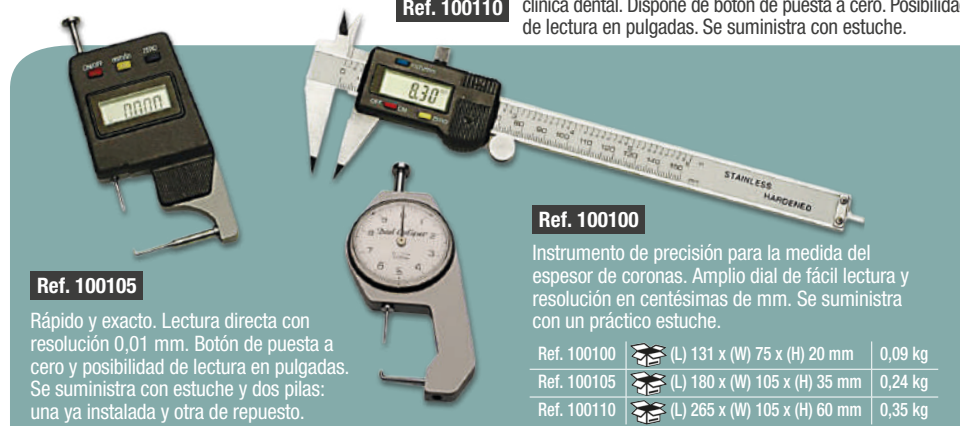 Ref. 100110
clínica dental. Dispone de botón de puesta a cero. Posibilidad
de lectura en pulgadas. Se suministra con estuche.
ON/OFF mm/in ZERO
0.00
8.30
OFF ON ZERO
STAINLESS
HARDENED
Ref. 100100
Instrumento de precisión para la medida del
espesor de coronas. Amplio dial de fácil lectura y
resolución en centésimas de mm. Se suministra
con un práctico estuche.
Ref. 100105
Rápido y exacto. Lectura directa con
resolución 0,01 mm. Botón de puesta a
cero y posibilidad de lectura en pulgadas.
Se suministra con estuche y dos pilas:
una ya instalada y otra de repuesto.
Ref. 100100 (L) 131 x (W) 75 x (H) 20 mm 0,09 kg
Ref. 100105 (L) 180 x (W) 105 x (H) 35 mm 0,24 kg
Ref. 100110 (L) 265 x (W) 105 x (H) 60 mm 0,35 kg